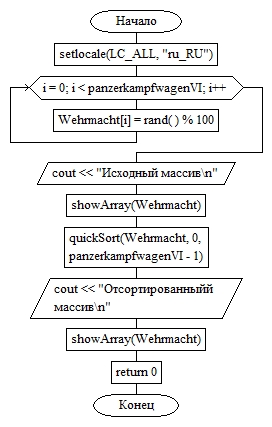 Начало
setlocale(LC_ALL, "ru_RU")
i = 0; i < panzerkampfwagenVI; i++
Wehrmacht[i] = rand( ) % 100
cout << "Исходный массив\n"
showArray(Wehrmacht)
quickSort(Wehrmacht, 0,
panzerkampfwagenVI - 1)
cout << "Отсортированныйй
массив\n"
showArray(Wehrmacht)
return 0
Конец